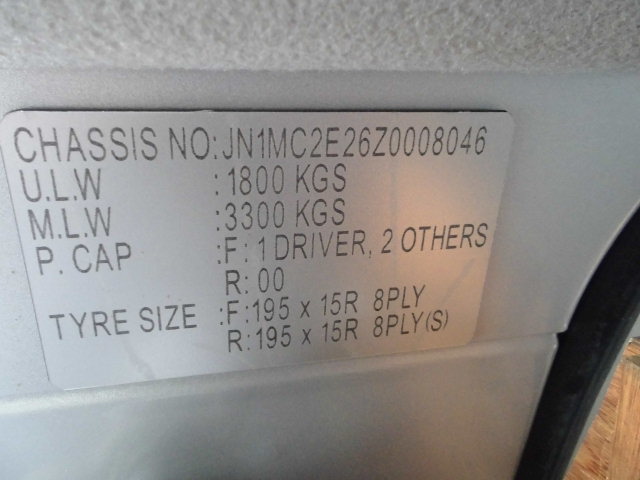 CHASSIS NO: JN1MC2E26Z0008046
U.L.W : 1800 KGS
M.L.W : 3300 KGS
P. CAP : F: 1 DRIVER, 2 OTHERS
R: 00
TYRE SIZE : F: 195 x 15R 8PLY
R: 195 x 15R 8PLY(S)